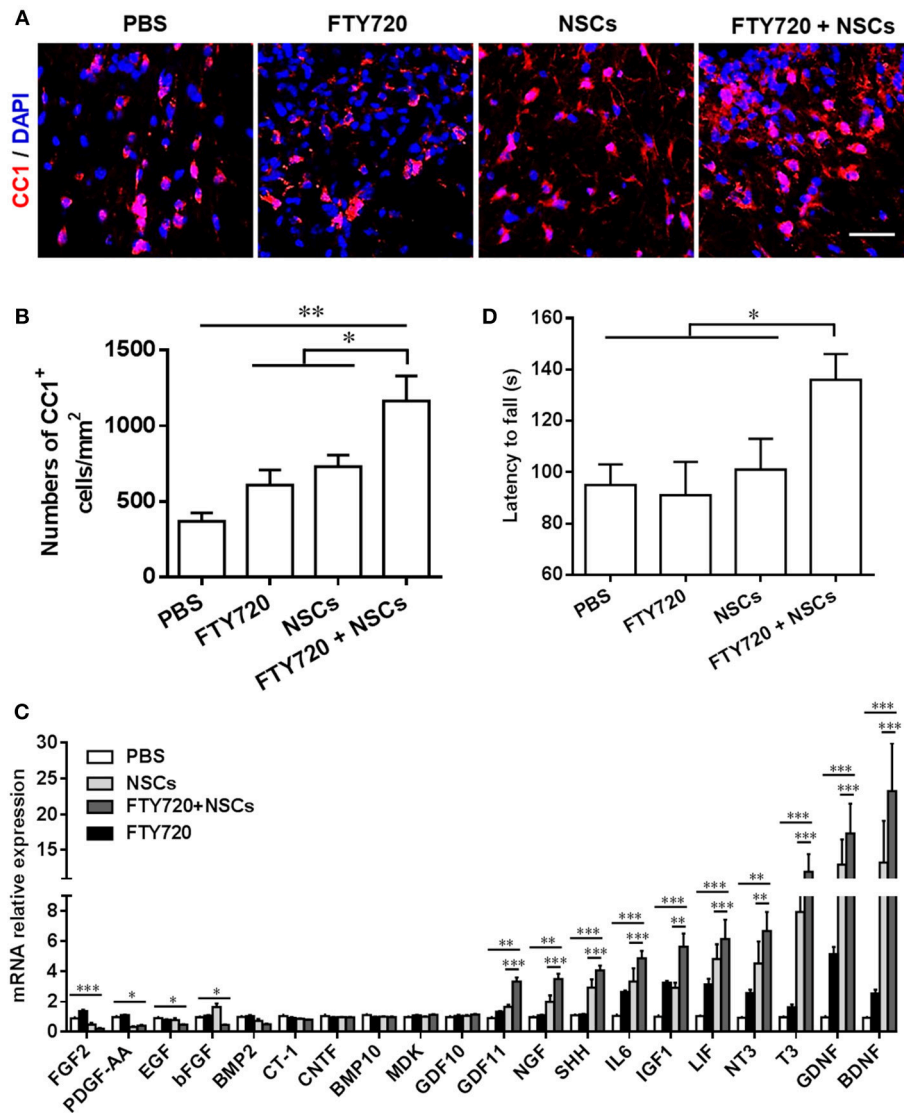 A
PBS
FTY720
NSCs
FTY720 + NSCs
CC1 / DAPI
B
**
*
1500
1000
500
0
Numbers of CC1+
cells/mm2
PBS
FTY720
NSCs
FTY720 + NSCs
D
*
160
140
120
100
80
60
Latency to fall (s)
PBS
FTY720
NSCs
FTY720 + NSCs
C
30
25
20
15
10
8
6
4
2
0
mRNA relative expression
PBS
NSCs
FTY720+NSCs
FTY720
*** * * * ** *** ** *** *** *** *** *** *** ** *** *** ** ** *** *** *** *** *** ***
FGF2
PDGF-AA
EGF
bFGF
BMP2
CT-1
CNTF
BMP10
MDK
GDF10
GDF11
NGF
SHH
IL6
IGF1
LIF
NT3
T3
GDNF
BDNF